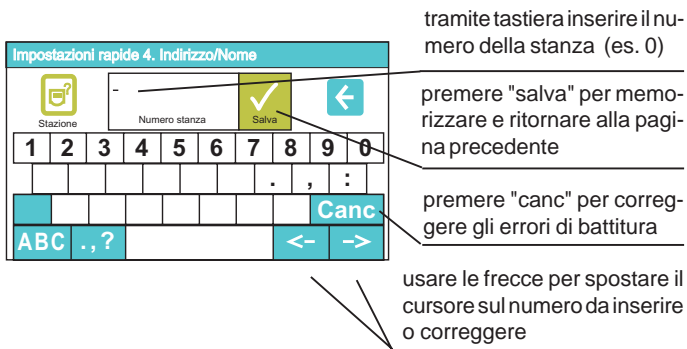 tramite tastiera inserire il nu-
mero della stanza (es. 0)
Impostazioni rapide 4. Indirizzo/Nome
-
Stazione
Numero stanza
Salva
premere "salva" per memo-
rizzare e ritornare alla pagi-
na precedente
1 2 3 4 5 6 7 8 9 0
. , :
Canc
premere "canc" per correg-
gere gli errori di battitura
ABC .,? <- ->
usare le frecce per spostare il
cursore sul numero da inserire
o correggere